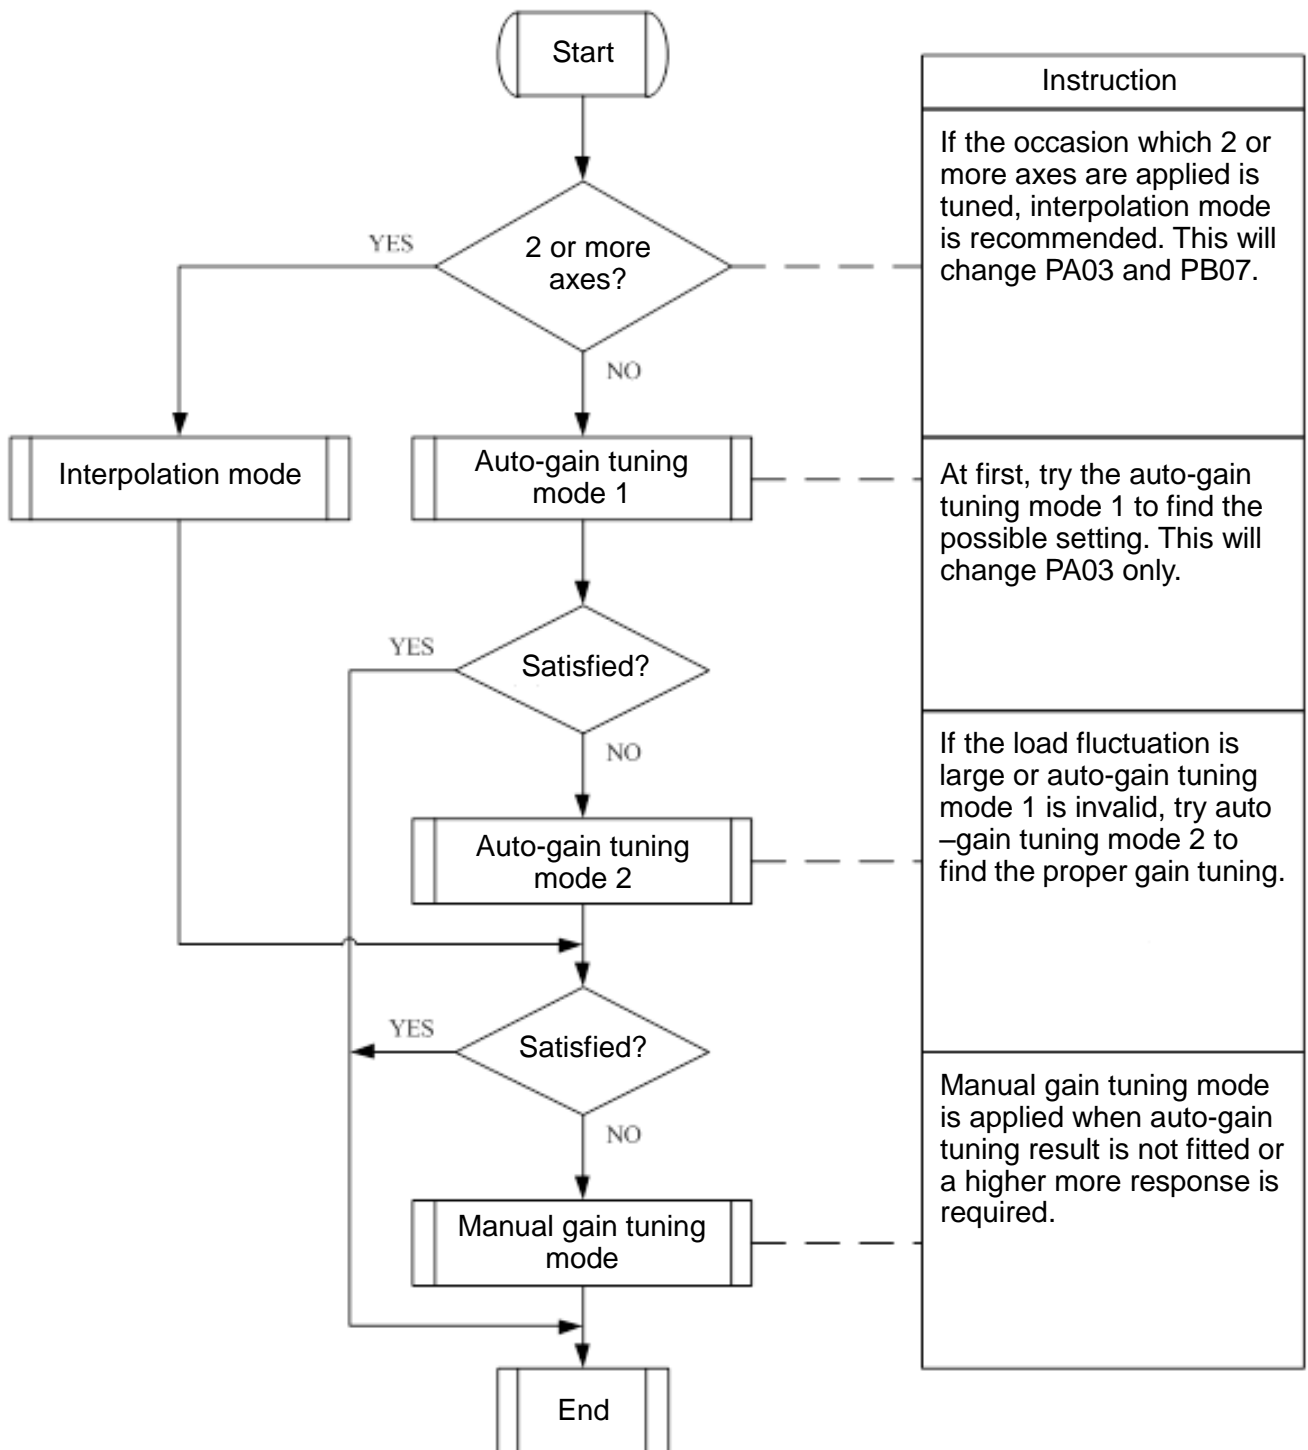 Start
Instruction
If the occasion which 2 or
more axes are applied is
tuned, interpolation mode
is recommended. This will
change PA03 and PB07.
YES
2 or more
axes?
NO
Interpolation mode
Auto-gain tuning
mode 1
At first, try the auto-gain
tuning mode 1 to find the
possible setting. This will
change PA03 only.
YES
Satisfied?
NO
If the load fluctuation is
large or auto-gain tuning
mode 1 is invalid, try auto
–gain tuning mode 2 to
find the proper gain tuning.
Auto-gain tuning
mode 2
YES
Satisfied?
NO
Manual gain tuning mode
is applied when auto-gain
tuning result is not fitted or
a higher more response is
required.
Manual gain tuning
mode
End